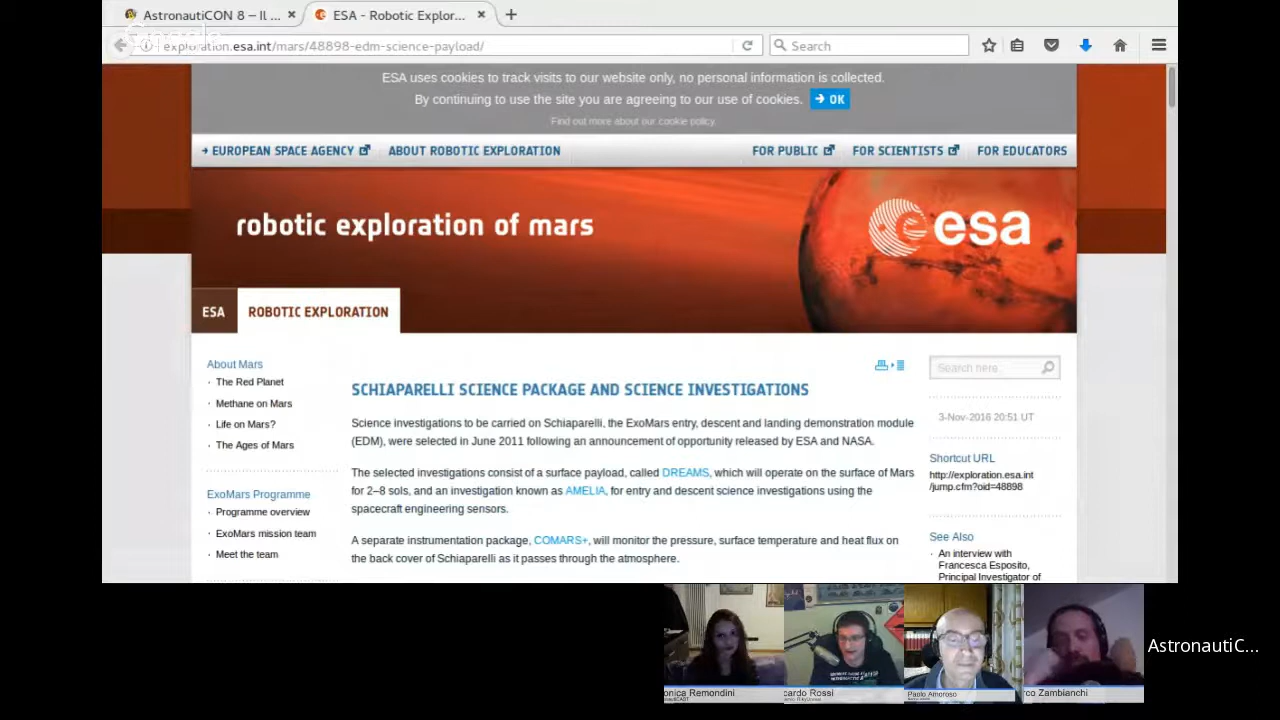 AstronautiCON 8 – Il ...
ESA - Robotic Explor...
exploration.esa.int/mars/48898-edm-science-payload/
Search
ESA uses cookies to track visits to our website only, no personal information is collected.
By continuing to use the site you are agreeing to our use of cookies. OK
Find out more about our cookie policy.
EUROPEAN SPACE AGENCY ABOUT ROBOTIC EXPLORATION FOR PUBLIC FOR SCIENTISTS FOR EDUCATORS
robotic exploration of mars
esa
ESA ROBOTIC EXPLORATION
About Mars
· The Red Planet
· Methane on Mars
· Life on Mars?
· The Ages of Mars
ExoMars Programme
· Programme overview
· ExoMars mission team
· Meet the team
SCHIAPARELLI SCIENCE PACKAGE AND SCIENCE INVESTIGATIONS
Science investigations to be carried on Schiaparelli, the ExoMars entry, descent and landing demonstration module
(EDM), were selected in June 2011 following an announcement of opportunity released by ESA and NASA.
The selected investigations consist of a surface payload, called DREAMS, which will operate on the surface of Mars
for 2–8 sols, and an investigation known as AMELIA, for entry and descent science investigations using the
spacecraft engineering sensors.
A separate instrumentation package, COMARS+, will monitor the pressure, surface temperature and heat flux on
the back cover of Schiaparelli as it passes through the atmosphere.
Search here
3-Nov-2016 20:51 UT
Shortcut URL
http://exploration.esa.int
/jump.cfm?oid=48898
See Also
· An interview with
Francesca Esposito,
Principal Investigator of
onica Remondini
cardo Rossi
Paolo Amoroso
rco Zambianchi
AstronautiC...